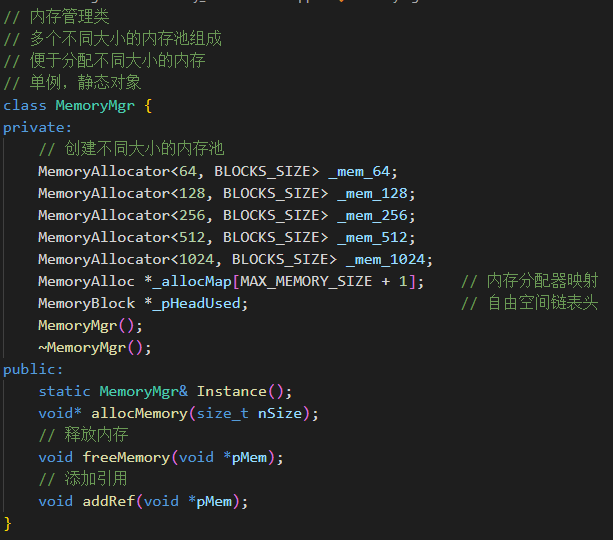 // 内存管理类
// 多个不同大小的内存池组成
// 便于分配不同大小的内存
// 单例，静态对象
class MemoryMgr {
private:
    // 创建不同大小的内存池
    MemoryAllocator<64, BLOCKS_SIZE> _mem_64;
    MemoryAllocator<128, BLOCKS_SIZE> _mem_128;
    MemoryAllocator<256, BLOCKS_SIZE> _mem_256;
    MemoryAllocator<512, BLOCKS_SIZE> _mem_512;
    MemoryAllocator<1024, BLOCKS_SIZE> _mem_1024;
    MemoryAlloc *_allocMap[MAX_MEMORY_SIZE + 1];    // 内存分配器映射
    MemoryBlock *_pHeadUsed;                        // 自由空间链表头
    MemoryMgr();
    ~MemoryMgr();
public:
    static MemoryMgr& Instance();
    void* allocMemory(size_t nSize);
    // 释放内存
    void freeMemory(void *pMem);
    // 添加引用
    void addRef(void *pMem);
}